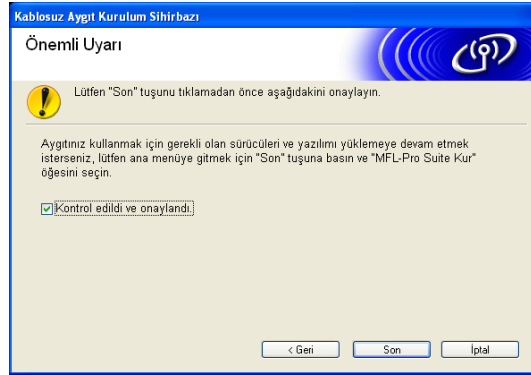 Kablosuz Aygıt Kurulum Sihirbazı
Önemli Uyarı
Lütfen "Son" tuşunu tıklamadan önce aşağıdakini onaylayın.
Aygıtınız kullanmak için gerekli olan sürücüleri ve yazılımı yüklemeye devam etmek
isterseniz, lütfen ana menüye gitmek için "Son" tuşuna basın ve "MFL-Pro Suite Kur"
öğesini seçin.
Kontrol edildi ve onaylandı.
< Geri Son İptal